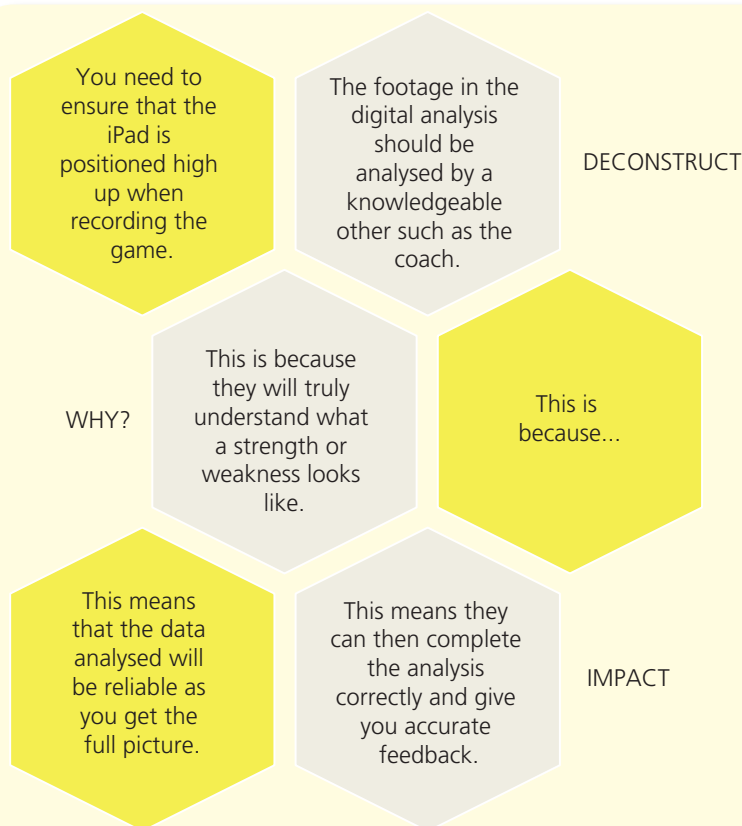 You need to
ensure that the
iPad is
positioned high
up when
recording the
game.
The footage in the
digital analysis
should be
analysed by a
knowledgeable
other such as the
coach.
DECONSTRUCT
WHY?
This is because
they will truly
understand what
a strength or
weakness looks
like.
This is
because...
This means
that the data
analysed will
be reliable as
you get the
full picture.
This means they
can then complete
the analysis
correctly and give
you accurate
feedback.
IMPACT